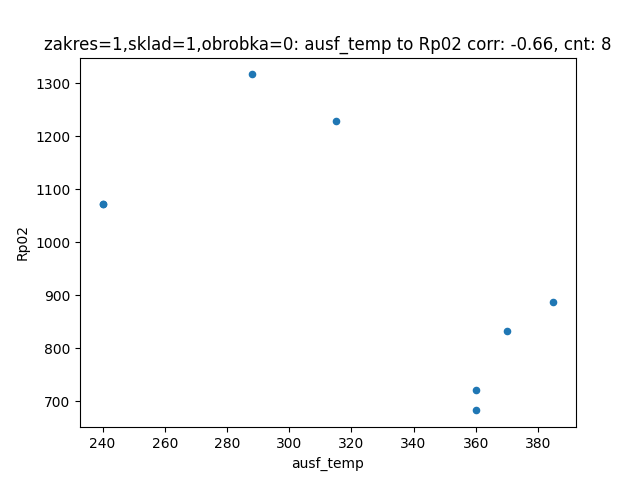 zakres=1,sklad=1,obrobka=0: ausf_temp to Rp02 corr: -0.66, cnt: 8
1300
1200
1100
1000
900
800
700
Rp02
240 260 280 300 320 340 360 380
ausf_temp